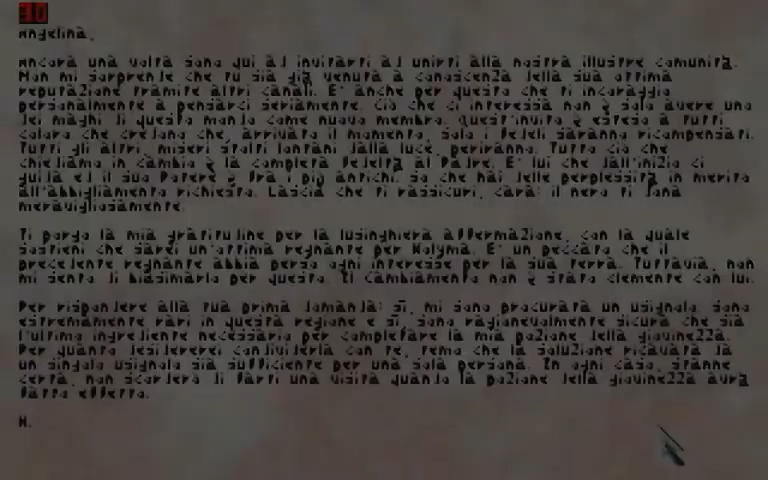 30
Angelina,
Ancora una volta sono qui ad invitarti ad unirti alla nostra illustre comunità.
Non mi sorprende che tu sia già venuta a conoscenza della sua ottima
reputazione tramite altri canali. E' anche per questo che ti incoraggio
personalmente a pensarci seriamente. Ciò che ci interessa non è solo avere uno
dei maghi di questo mondo come nuovo membro. Quest'invito è esteso a tutti
coloro che credono che, arrivato il momento, solo i fedeli saranno ricompensati.
Tutti gli altri, miseri stolti lontani dalla luce, periranno. Tutto ciò che
chiediamo in cambio è la completa fedeltà al Padre. E' lui che dall'inizio ci
guida ed il suo potere è fra i più antichi. So che hai delle perplessità in merito
all'abbigliamento richiesto. Lascia che ti rassicuri, cara: il nero ti dona
meravigliosamente.
Ti porgo la mia gratitudine per la lusinghiera affermazione, con la quale
sostieni che sarei un'ottima regnante per Kolyma. E' un peccato che il
precedente regnante abbia perso ogni interesse per la sua terra. Tuttavia, non
mi sento di biasimarlo per questo. Il cambiamento non è stato clemente con lui.
Per rispondere alla tua prima domanda: sì, mi sono procurata un usignolo. Sono
estremamente rari in questa regione e sì, sono ragionevolmente sicura che sia
l'ultimo ingrediente necessario per completare la mia pozione della giovinezza.
Per quanto desidererei condividerla con te, temo che la soluzione ricavata da
un singolo usignolo sia sufficiente per una sola persona. In ogni caso, stanne
certa, non scorderò di farti una visita quando la pozione della giovinezza avrà
fatto effetto.
H.